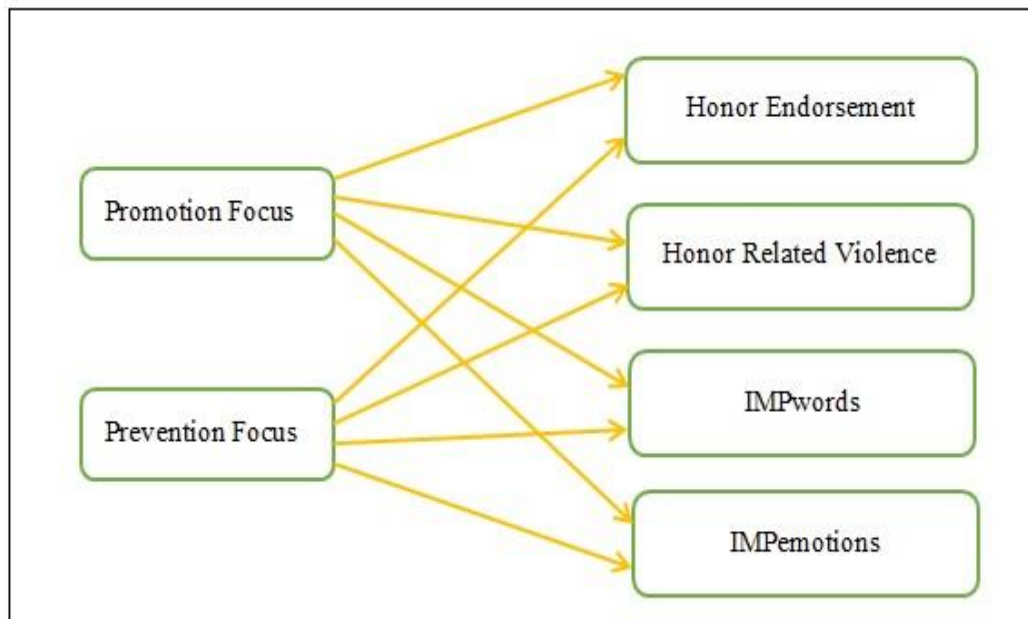 Promotion Focus
Prevention Focus
Honor Endorsement
Honor Related Violence
IMPwords
IMPemotions